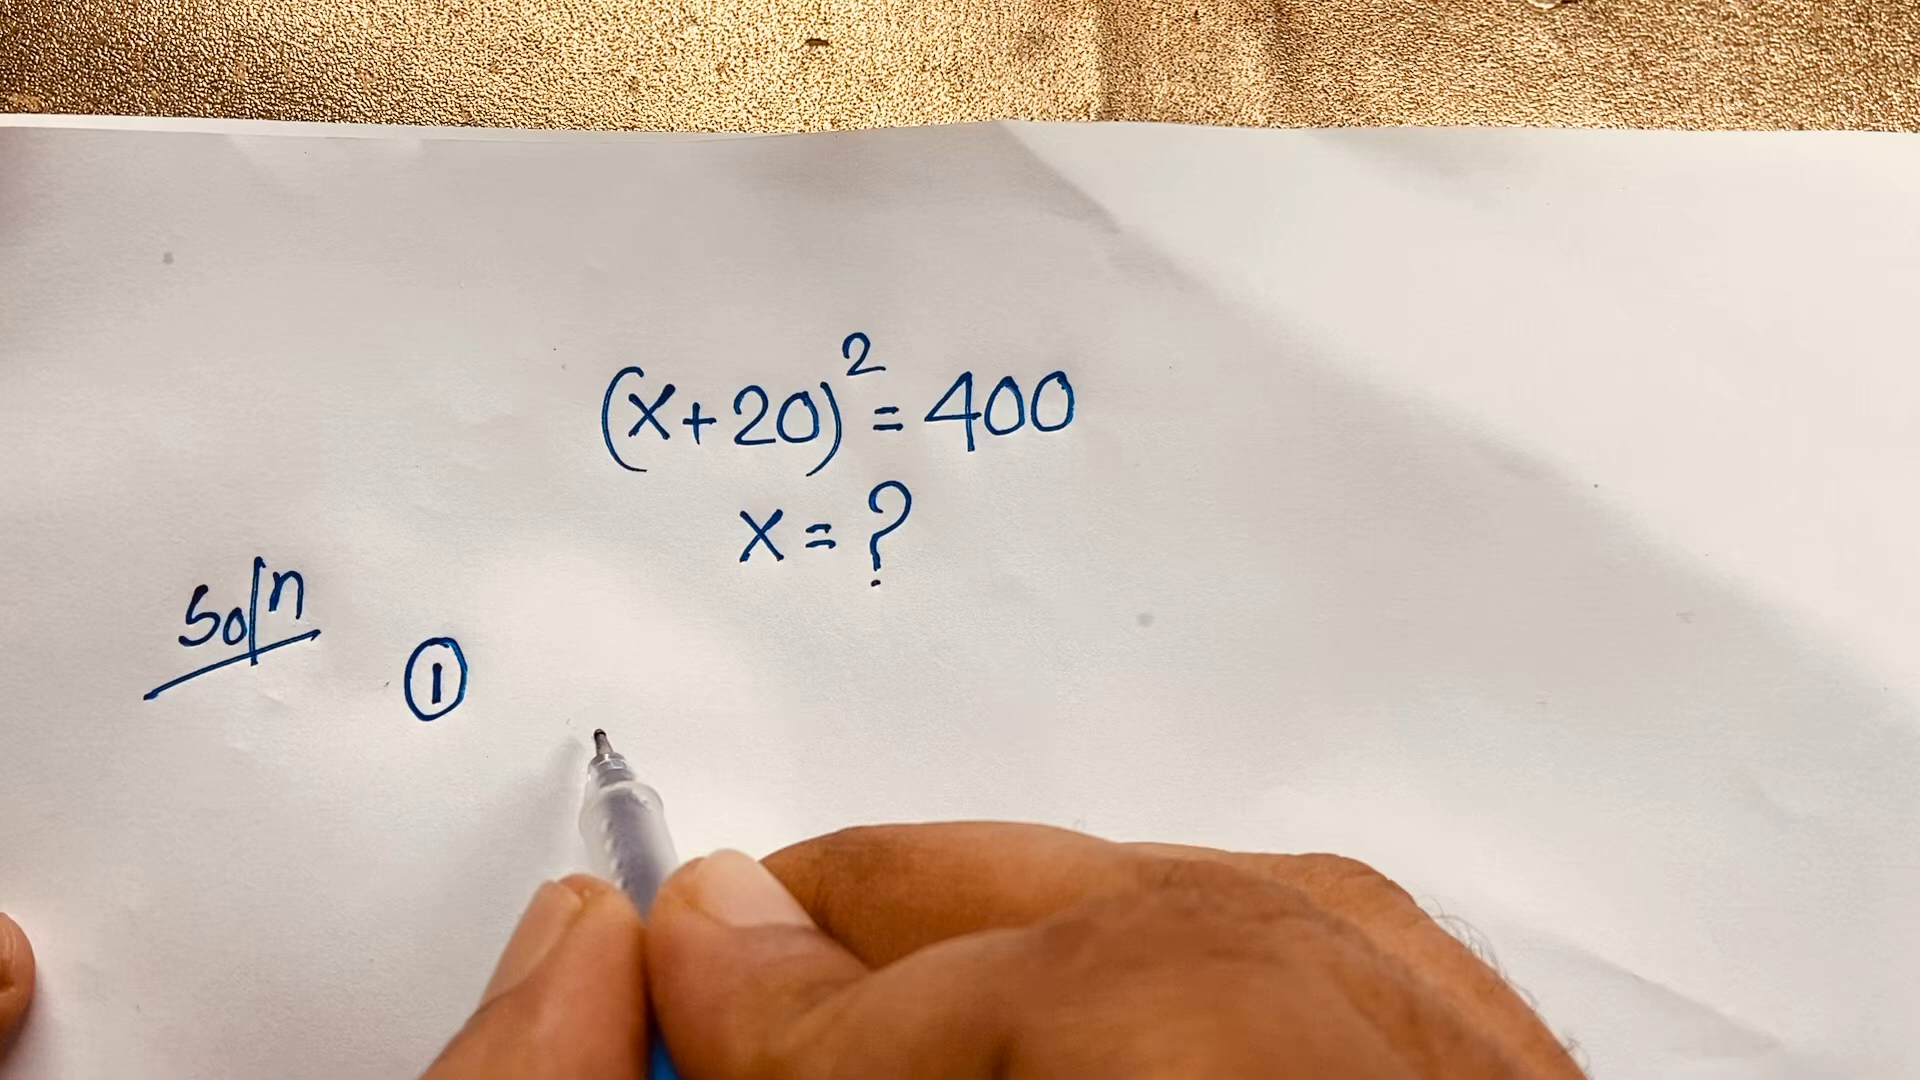 (x+20)² = 400
x = ?
Soln
①